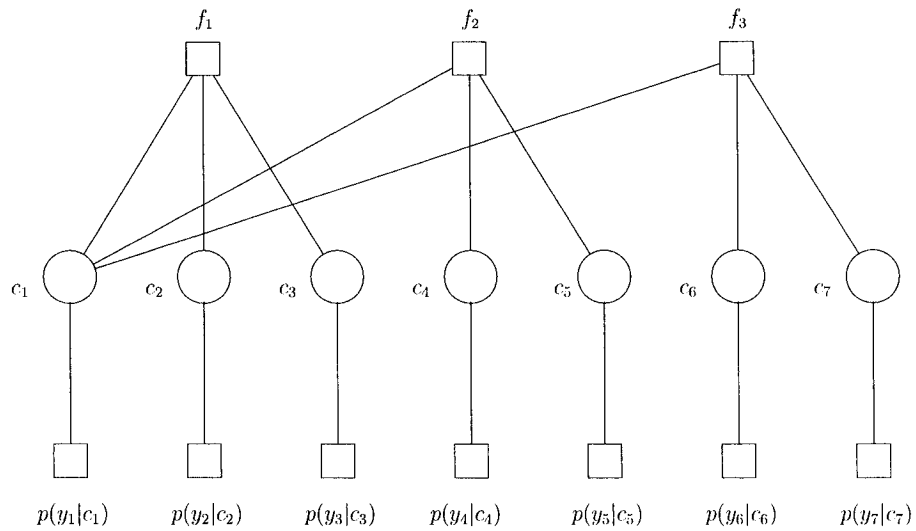 f₁ f₂ f₃
c₁ c₂ c₃ c₄ c₅ c₆ c₇
p(y₁|c₁) p(y₂|c₂) p(y₃|c₃) p(y₄|c₄) p(y₅|c₅) p(y₆|c₆) p(y₇|c₇)